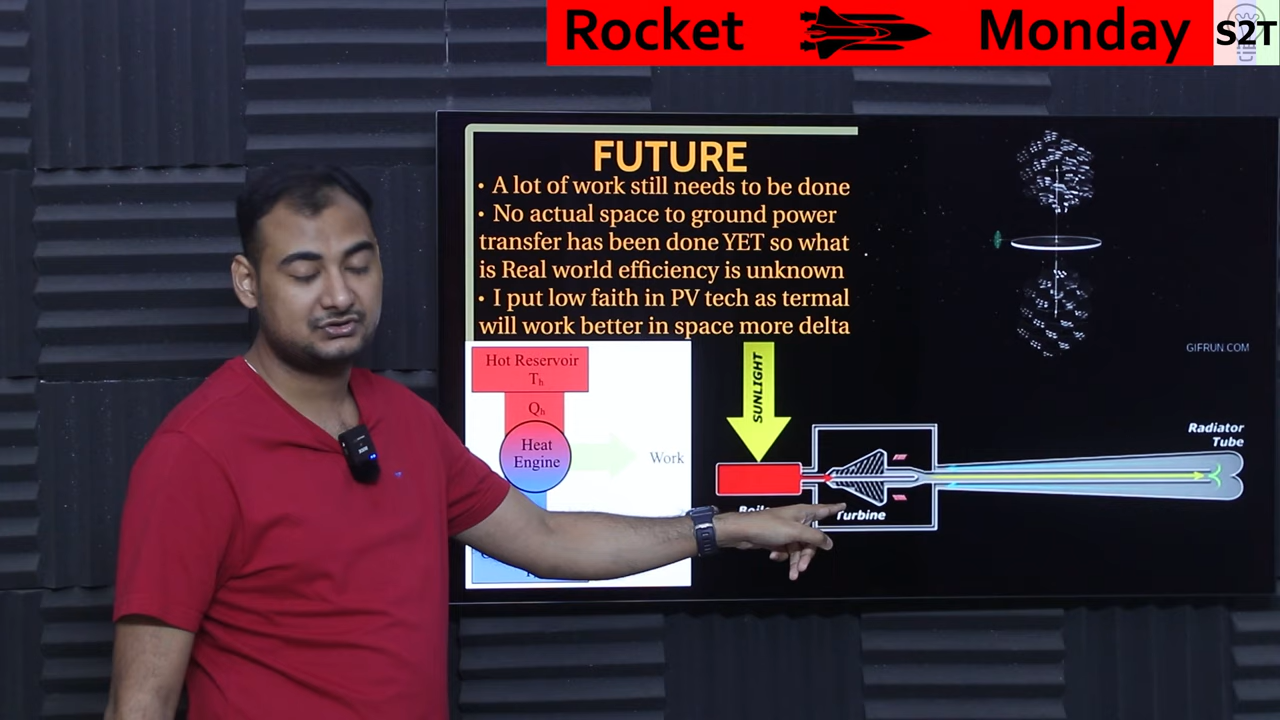 Rocket Monday S2T
FUTURE
• A lot of work still needs to be done
• No actual space to ground power
transfer has been done YET so what
is Real world efficiency is unknown
• I put low faith in PV tech as termal
will work better in space more delta
GIFRUN.COM
Hot Reservoir
Th
Qh
Heat
Engine
Work
SUNLIGHT
Turbine
Radiator
Tube